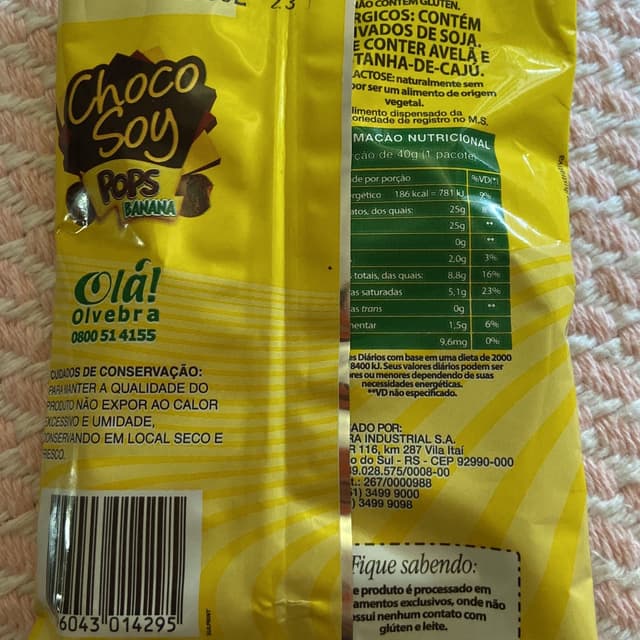 23
Choco
Soy
POPS
BANANA
Olá!
Olvebra
0800 51 4155
CUIDADOS DE CONSERVAÇÃO:
PARA MANTER A QUALIDADE DO
PRODUTO NÃO EXPOR AO CALOR
EXCESSIVO E UMIDADE,
CONSERVANDO EM LOCAL SECO E
FRESCO.
6043 014295
NÃO CONTÉM GLÚTEN.
RGICOS: CONTÉM
IVADOS DE SOJA.
E CONTER AVELÃ E
TANHA-DE-CAJÚ.
LACTOSE: naturalmente sem
por ser um alimento de origem
vegetal.
limento dispensado da
oriedade de registro no M.S.
MAÇÃO NUTRICIONAL
ção de 40g (1 pacote)
de por porção %VD(*)
ergético 186 kcal = 781 kJ 9%
atos, dos quais: 25g
25g **
0g **
2,0g 3%
totais, das quais: 8,8g 16%
as saturadas 5,1g 23%
as trans 0g **
mentar 1,5g 6%
9,6mg 0%
es Diários com base em uma dieta de 2000
8400 kJ. Seus valores diários podem ser
res ou menores dependendo de suas
necessidades energéticas.
**VD não especificado.
ADO POR:
RA INDUSTRIAL S.A.
R 116, km 287 Vila Itaí
o do Sul - RS - CEP 92990-000
89.028.575/0008-00
t.: 267/0000988
51) 3499 9000
) 3499 9098
Fique sabendo:
e produto é processado em
amentos exclusivos, onde não
ossui nenhum contato com
glúten e leite.